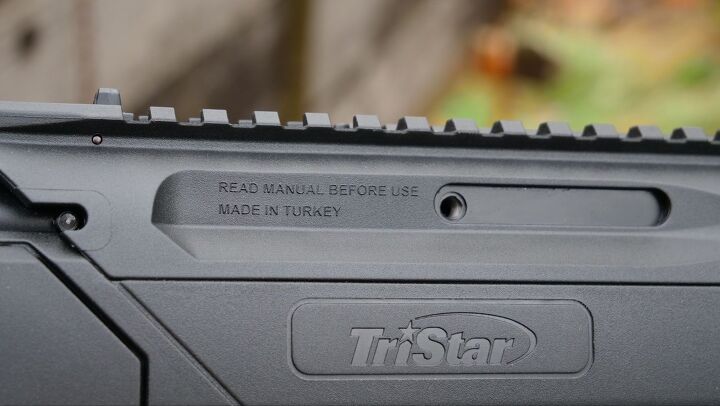 READ MANUAL BEFORE USE
MADE IN TURKEY
TriStar